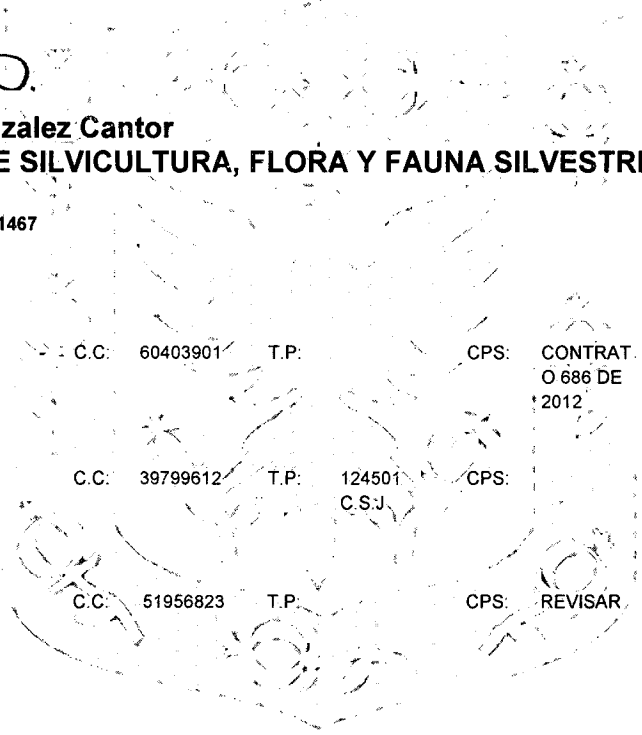 zalez Cantor
E SILVICULTURA, FLORA Y FAUNA SILVESTRE
1467
C.C: 60403901 T.P: CPS: CONTRAT
O 686 DE
2012
C.C: 39799612 T.P: 124501 CPS:
C.S.J
C.C: 51956823 T.P: CPS: REVISAR